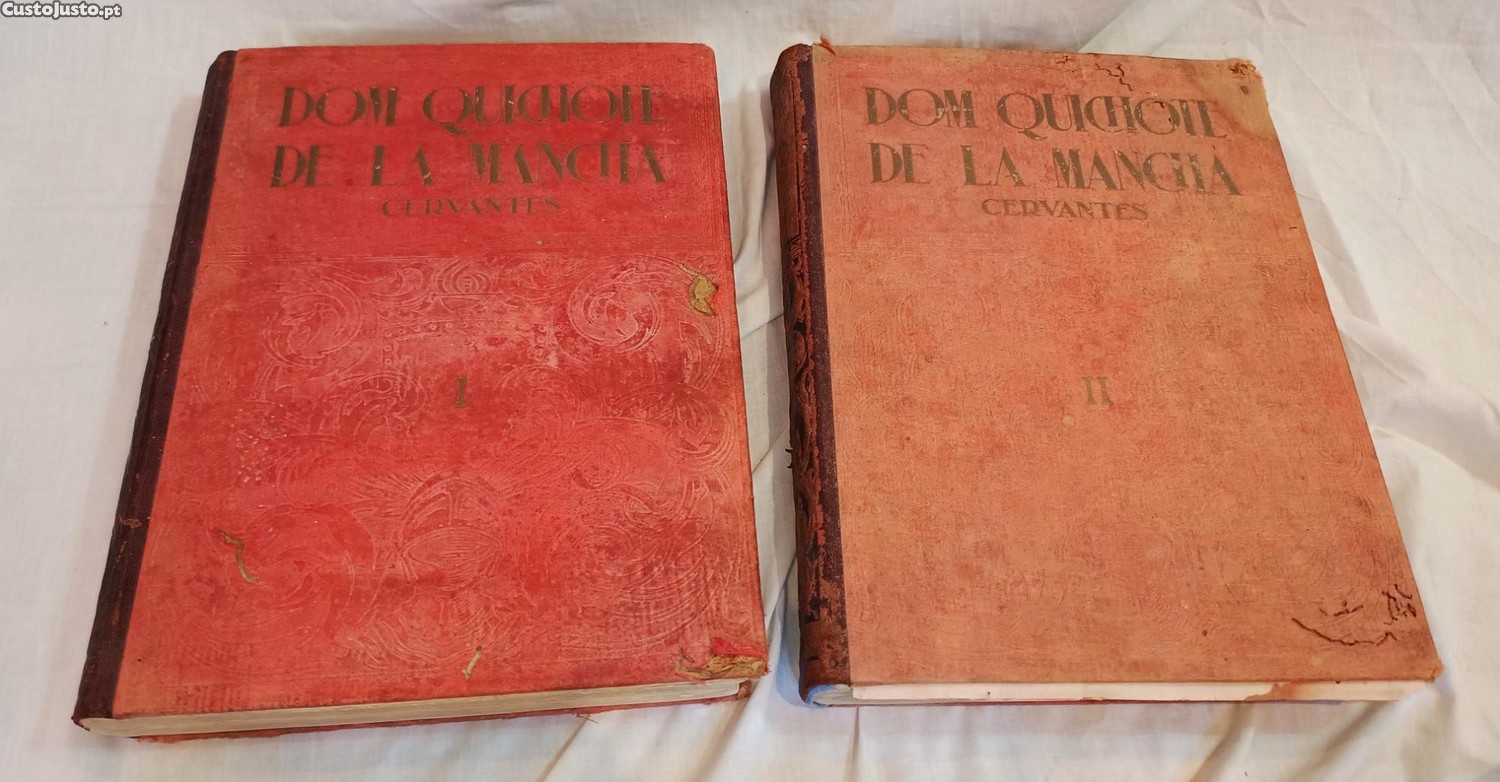 CustoJusto.pt
DOM QUICHOTE
DE LA MANCHA
CERVANTES
I
DOM QUICHOTE
DE LA MANCHA
CERVANTES
II